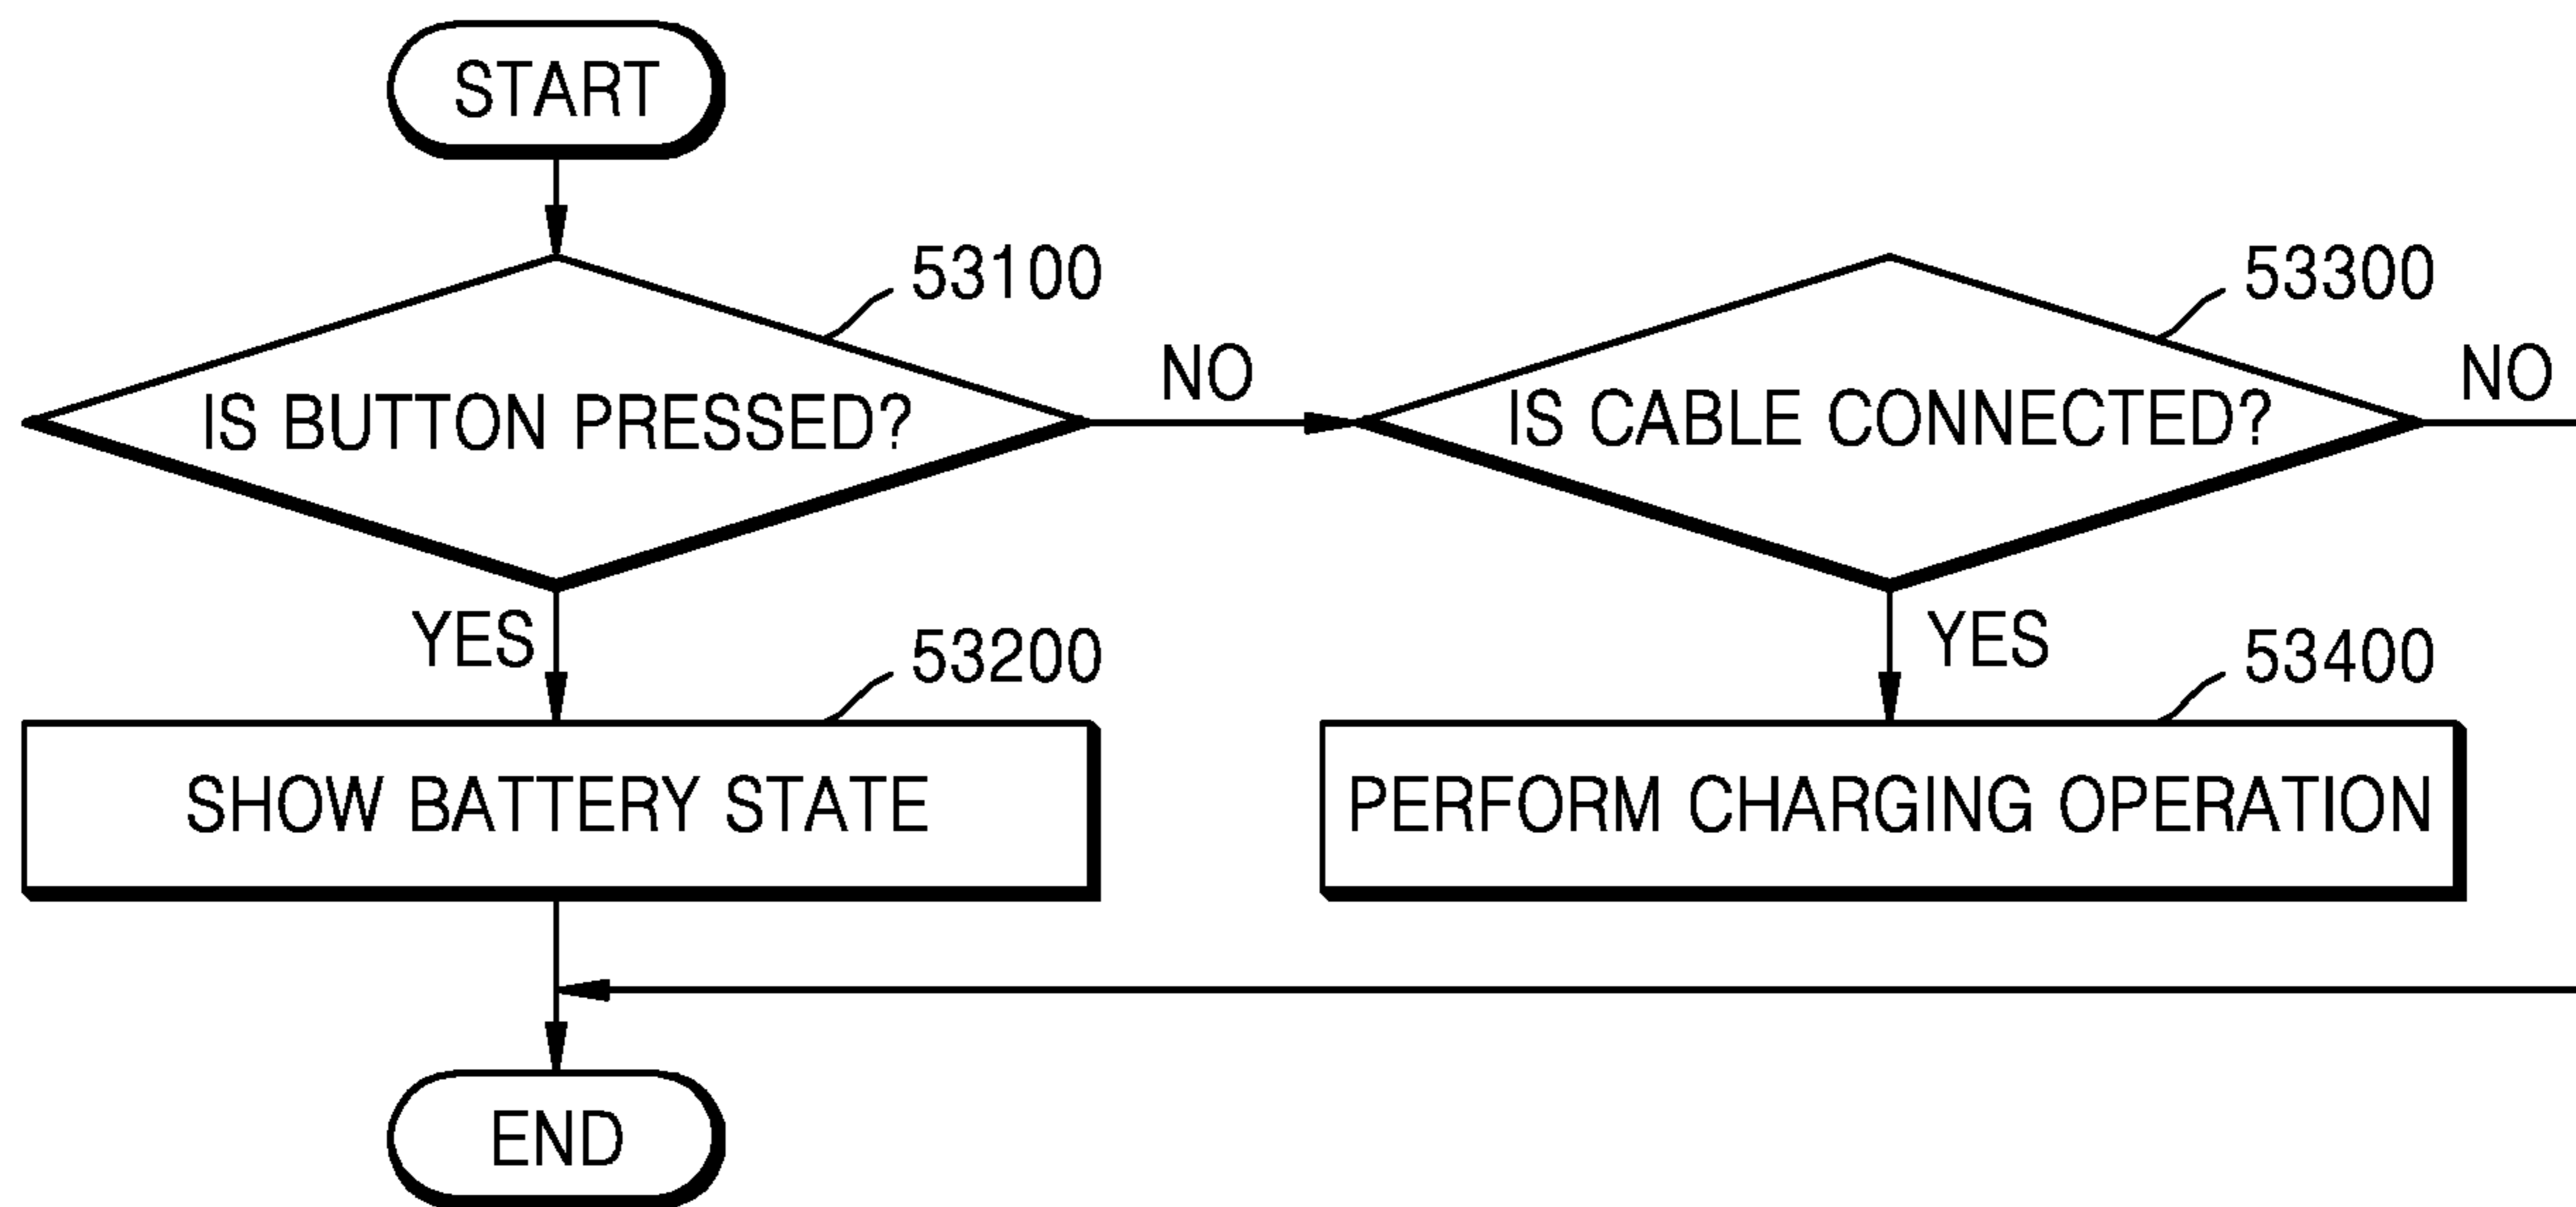 START
53100
IS BUTTON PRESSED?
NO
53300
IS CABLE CONNECTED?
NO
YES
53200
SHOW BATTERY STATE
YES
53400
PERFORM CHARGING OPERATION
END